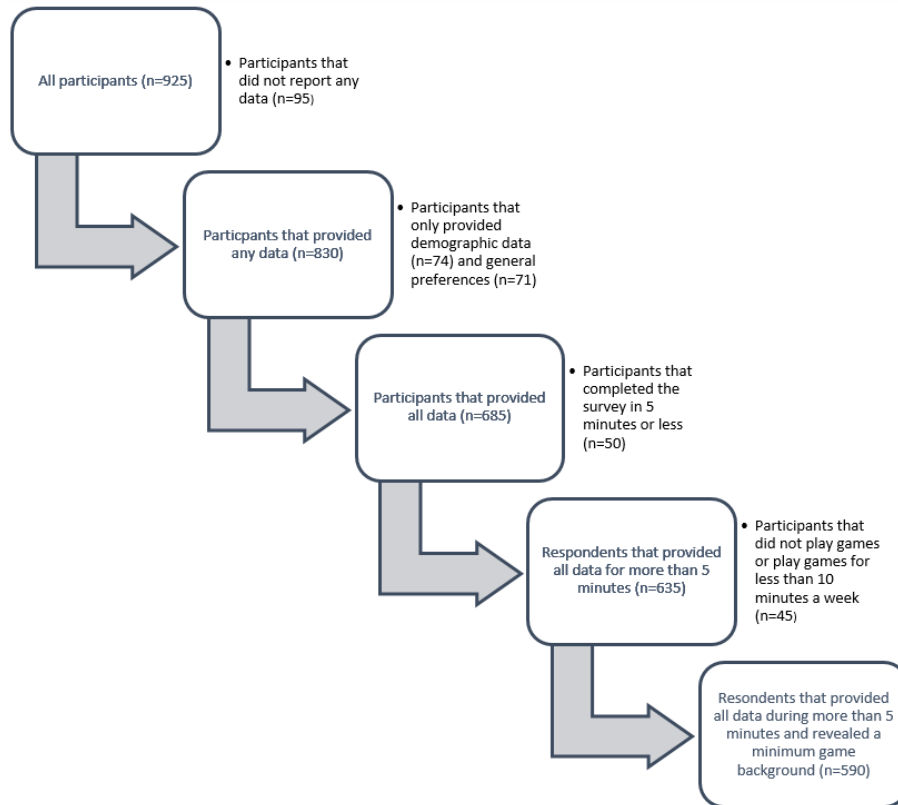 All participants (n=925)
• Participants that
did not report any
data (n=95)
Particpants that provided
any data (n=830)
• Participants that
only provided
demographic data
(n=74) and general
preferences (n=71)
Participants that provided
all data (n=685)
• Participants that
completed the
survey in 5
minutes or less
(n=50)
Respondents that provided
all data for more than 5
minutes (n=635)
• Participants that
did not play games
or play games for
less than 10
minutes a week
(n=45)
Resondents that provided
all data during more than 5
minutes and revealed a
minimum game
background (n=590)